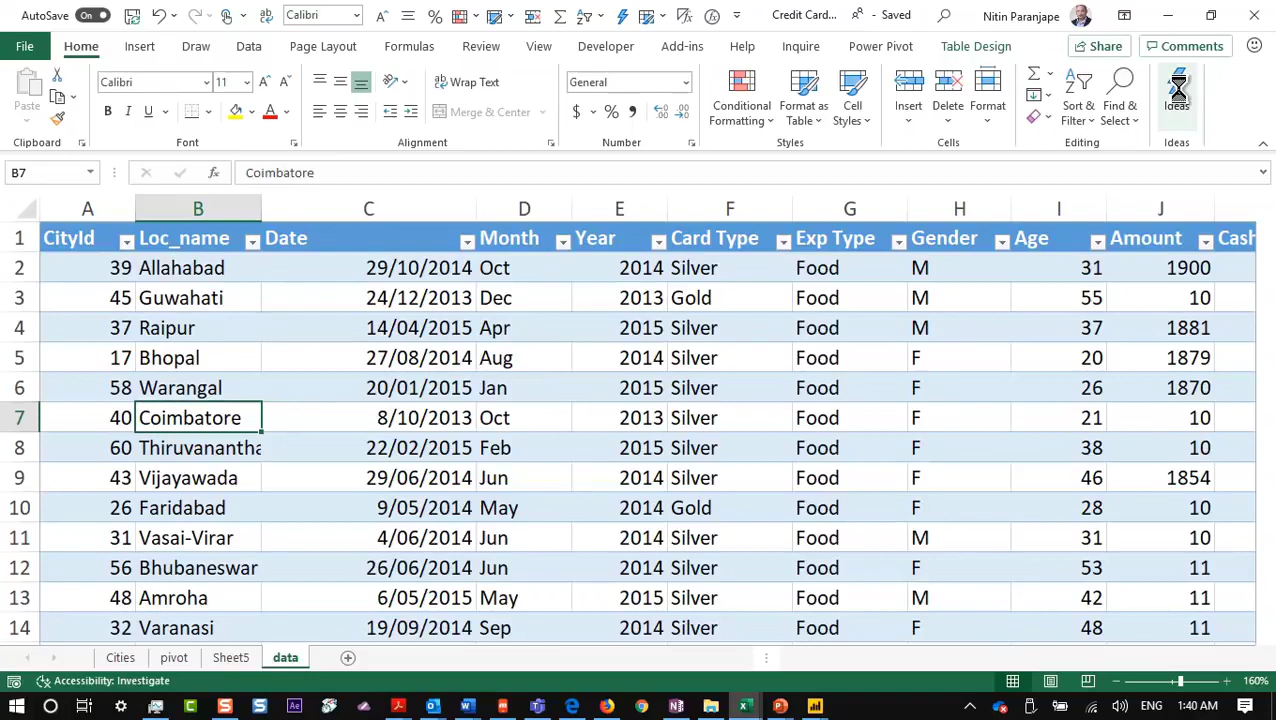 AutoSave On Calibri Credit Card... Saved Nitin Paranjape
File Home Insert Draw Data Page Layout Formulas Review View Developer Add-ins Help Inquire Power Pivot Table Design Share Comments
Paste Calibri 11 Wrap Text General Conditional Formatting Format as Table Cell Styles Insert Delete Format Sort & Filter Find & Select Ideas
B I U Merge & Center $ % ,
Clipboard Font Alignment Number Styles Cells Editing Ideas
B7 fx Coimbatore
A B C D E F G H I J
1 CityId Loc_name Date Month Year Card Type Exp Type Gender Age Amount Cash
2 39 Allahabad 29/10/2014 Oct 2014 Silver Food M 31 1900
3 45 Guwahati 24/12/2013 Dec 2013 Gold Food M 55 10
4 37 Raipur 14/04/2015 Apr 2015 Silver Food M 37 1881
5 17 Bhopal 27/08/2014 Aug 2014 Silver Food F 20 1879
6 58 Warangal 20/01/2015 Jan 2015 Silver Food F 26 1870
7 40 Coimbatore 8/10/2013 Oct 2013 Silver Food F 21 10
8 60 Thiruvanantha 22/02/2015 Feb 2015 Silver Food F 38 10
9 43 Vijayawada 29/06/2014 Jun 2014 Silver Food F 46 1854
10 26 Faridabad 9/05/2014 May 2014 Gold Food F 28 10
11 31 Vasai-Virar 4/06/2014 Jun 2014 Silver Food M 31 10
12 56 Bhubaneswar 26/06/2014 Jun 2014 Silver Food F 53 11
13 48 Amroha 6/05/2015 May 2015 Silver Food M 42 11
14 32 Varanasi 19/09/2014 Sep 2014 Silver Food F 48 11
Cities pivot Sheet5 data
Accessibility: Investigate 160%
1:40 AM